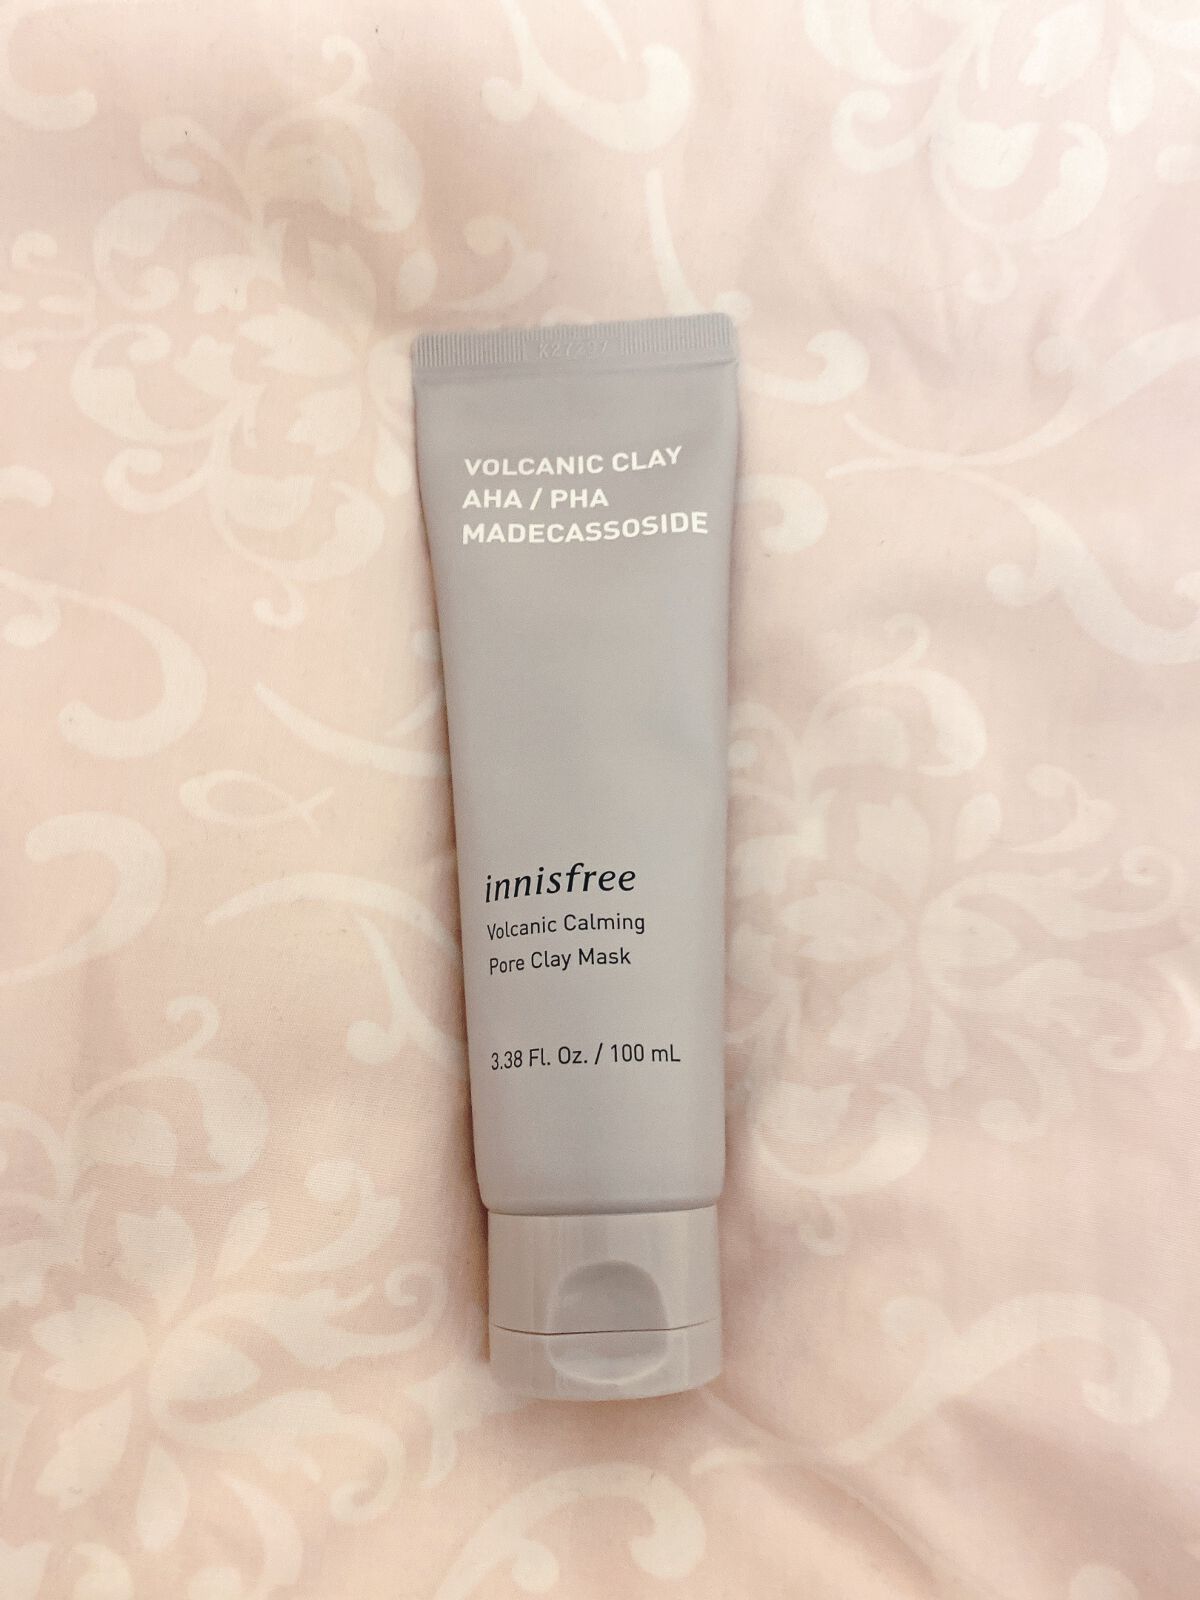 VOLCANIC CLAY
AHA / PHA
MADECASSOSIDE
innisfree
Volcanic Calming
Pore Clay Mask
3.38 Fl. Oz. / 100 mL